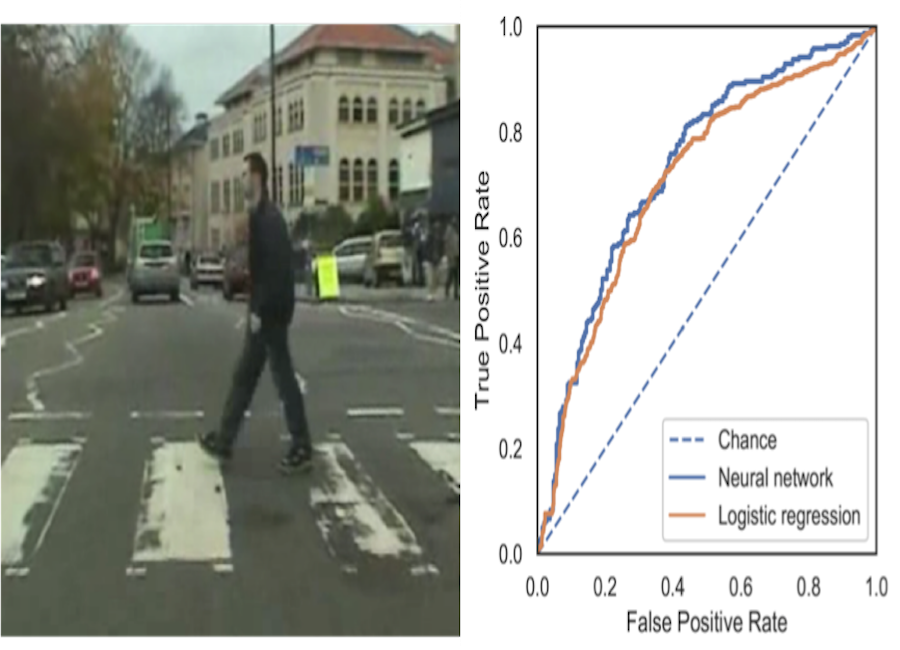 1.0
0.8
0.6
0.4
0.2
0.0
True Positive Rate
Chance
Neural network
Logistic regression
0.0 0.2 0.4 0.6 0.8 1.0
False Positive Rate